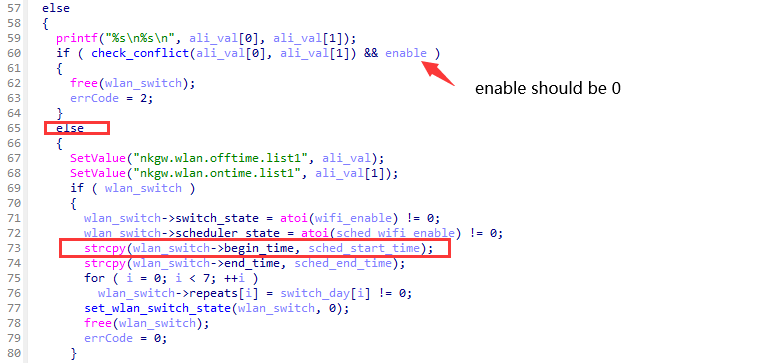 57 else
58 {
59 printf("%s\n%s\n", ali_val[0], ali_val[1]);
60 if ( check_conflict(ali_val[0], ali_val[1]) && enable )
61 {
enable should be 0
62 free(wlan_switch);
63 errCode = 2;
64 }
65 else
66 {
67 SetValue("nkgw.wlan.offtime.list1", ali_val);
68 SetValue("nkgw.wlan.ontime.list1", ali_val[1]);
69 if ( wlan_switch )
70 {
71 wlan_switch->switch_state = atoi(wifi_enable) != 0;
72 wlan_switch->scheduler_state = atoi(sched_wifi_enable) != 0;
73 strcpy(wlan_switch->begin_time, sched_start_time);
74 strcpy(wlan_switch->end_time, sched_end_time);
75 for ( i = 0; i < 7; ++i )
76 wlan_switch->repeats[i] = switch_day[i] != 0;
77 set_wlan_switch_state(wlan_switch, 0);
78 free(wlan_switch);
79 errCode = 0;
80 }